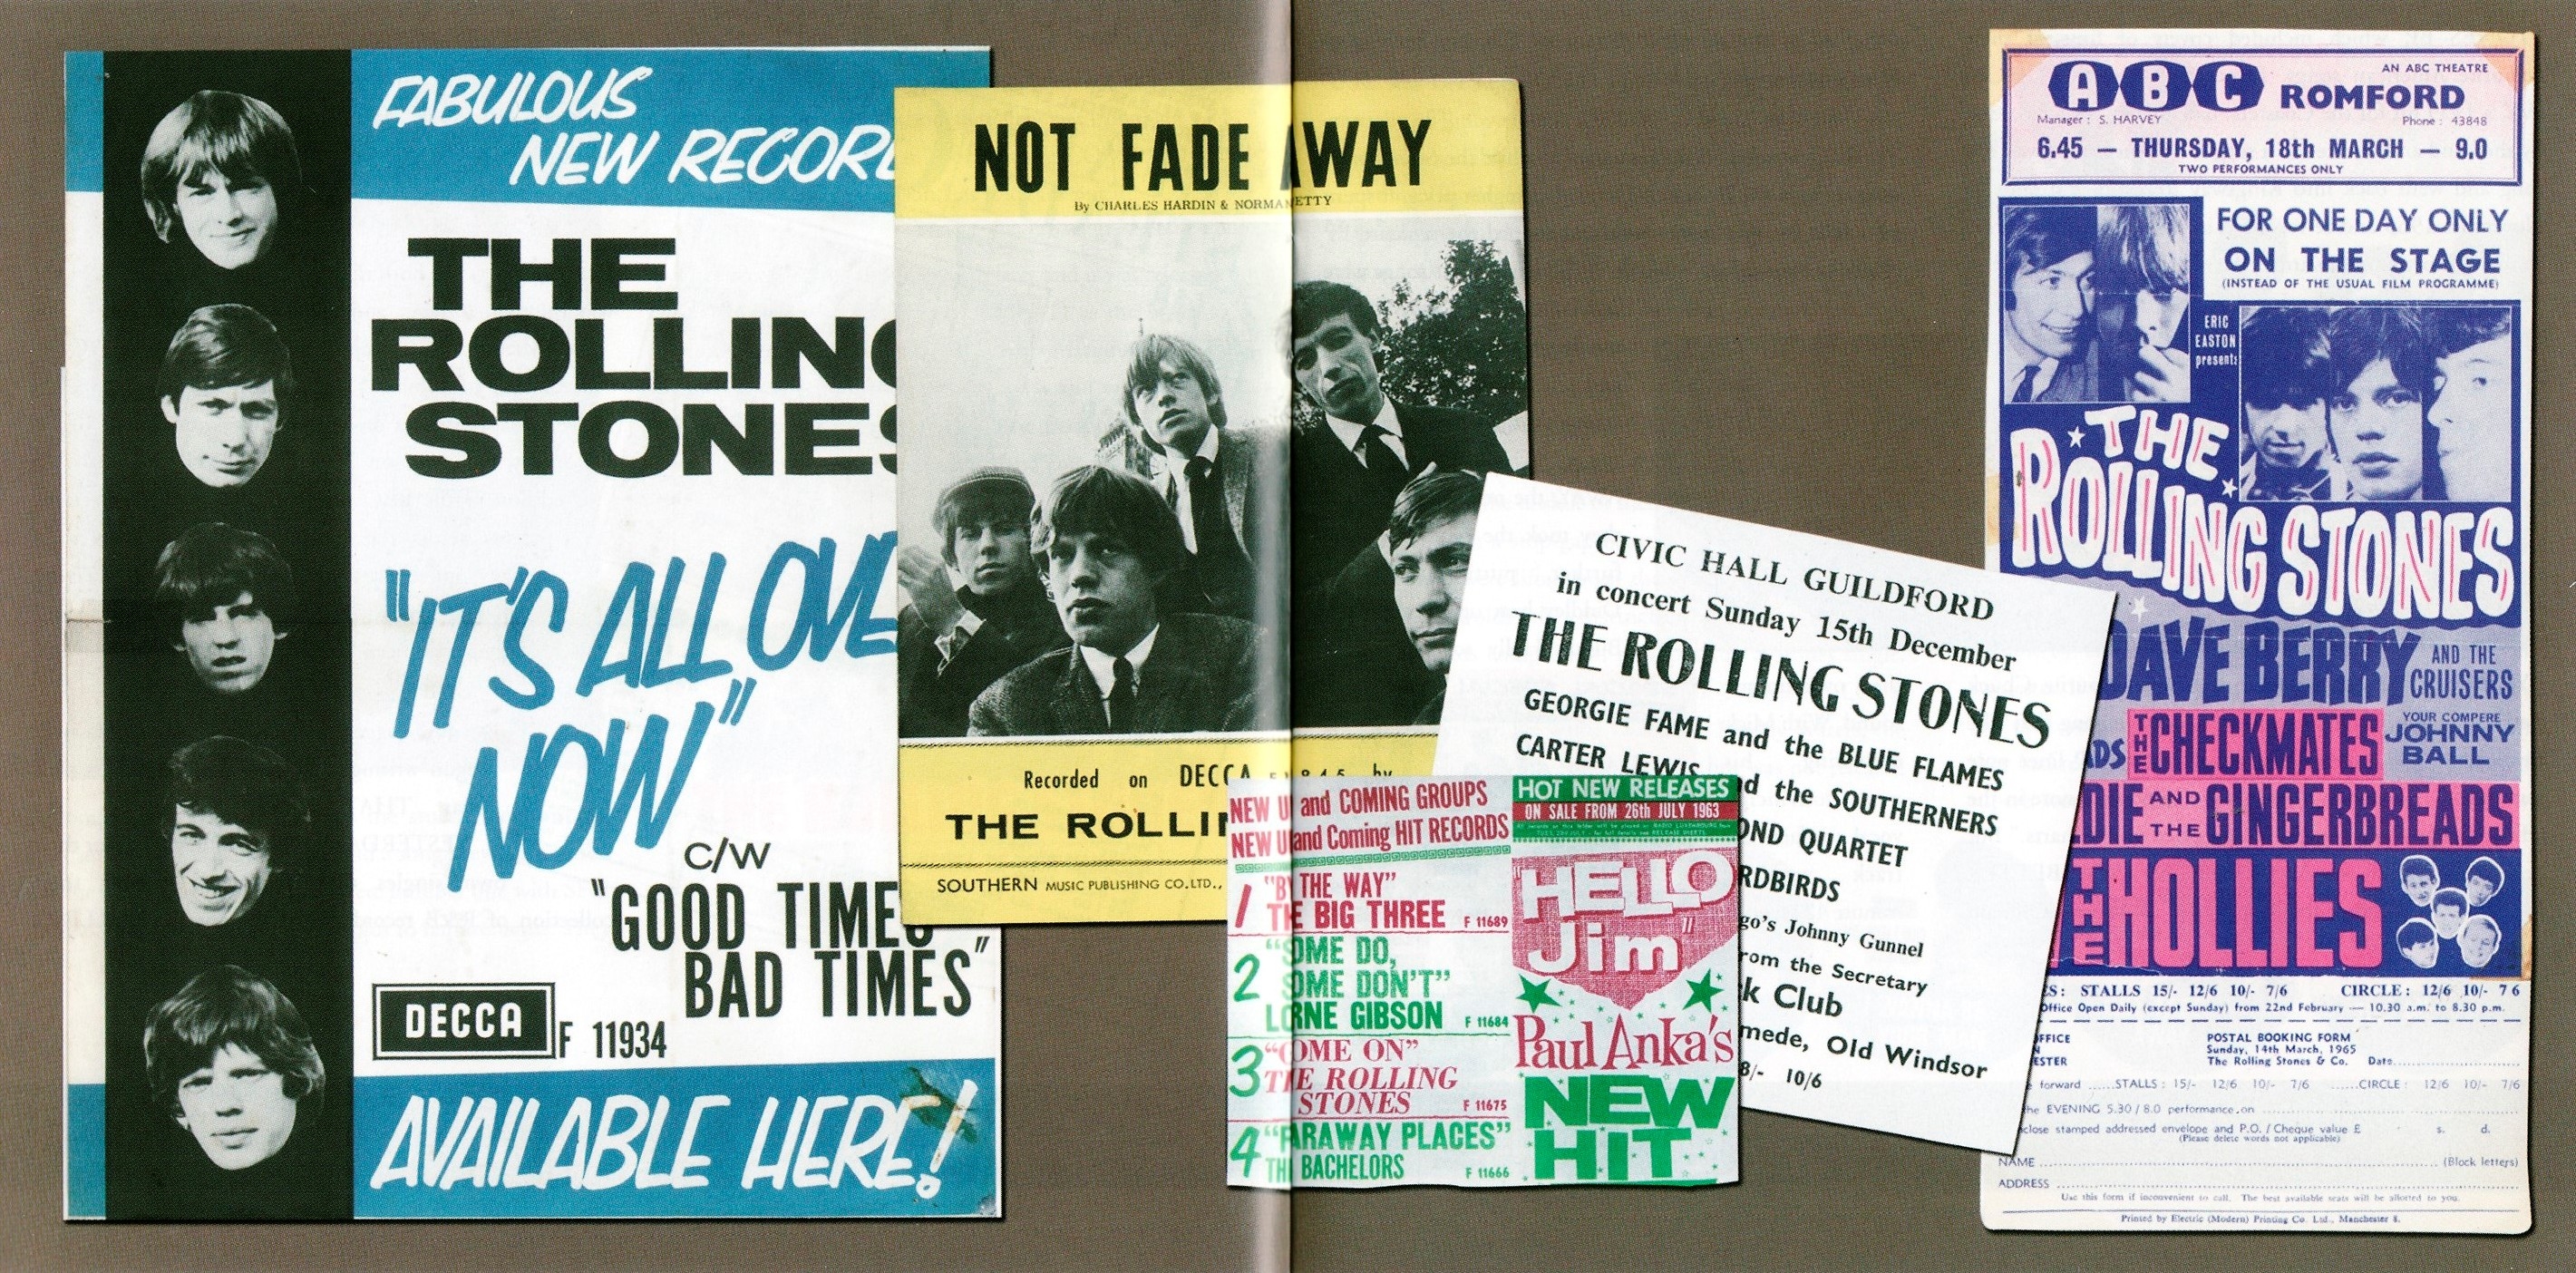 FABULOUS
NEW RECORD
THE
ROLLING
STONES
"IT'S ALL OVE
NOW"
C/W
"GOOD TIMES
BAD TIMES"
DECCA
F 11934
AVAILABLE HERE!
NOT FADE AWAY
By CHARLES HARDIN & NORMAN ETTY
Recorded on DECCA F 1 845 by
THE ROLLIN
SOUTHERN MUSIC PUBLISHING CO.LTD.,
NEW U and COMING GROUPS
NEW U and Coming HIT RECORDS
1 "BY THE WAY"
THE BIG THREE F 11689
2 "SOME DO,
SOME DON'T"
LORNE GIBSON F 11684
3 "COME ON"
THE ROLLING
STONES F 11675
4 "FARAWAY PLACES"
THE BACHELORS F 11666
HOT NEW RELEASES
ON SALE FROM 26th JULY 1963
"HELLO
Jim"
Paul Anka's
NEW
HIT
CIVIC HALL GUILDFORD
in concert Sunday 15th December
THE ROLLING STONES
GEORGIE FAME and the BLUE FLAMES
CARTER LEWIS nd the SOUTHERNERS
OND QUARTET
RDBIRDS
go's Johnny Gunnel
rom the Secretary
k Club
mede, Old Windsor
8/- 10/6
AN ABC THEATRE
ABC ROMFORD
Manager: S. HARVEY Phone: 43848
6.45 — THURSDAY, 18th MARCH — 9.0
TWO PERFORMANCES ONLY
FOR ONE DAY ONLY
ON THE STAGE
(INSTEAD OF THE USUAL FILM PROGRAMME)
ERIC
EASTON
presents
THE
ROLLING STONES
DAVE BERRY AND THE
CRUISERS
DS THE CHECKMATES YOUR COMPERE
JOHNNY
BALL
DIE AND THE GINGERBREADS
THE HOLLIES
ES: STALLS 15/- 12/6 10/- 7/6 CIRCLE: 12/6 10/- 7 6
Office Open Daily (except Sunday) from 22nd February — 10.30 a.m. to 8.30 p.m.
OFFICE POSTAL BOOKING FORM
N Sunday, 14th March, 1965
ESTER The Rolling Stones & Co. Date
e forward ......STALLS: 15/- 12/6 10/- 7/6 ......CIRCLE: 12/6 10/- 7/6
the EVENING 5.30 / 8.0 performance on
close stamped addressed envelope and P.O. / Cheque value £ s. d.
(Please delete words not applicable)
NAME (Block letters)
ADDRESS
Use this form if inconvenient to call. The best available seats will be allotted to you.
Printed by Electric (Modern) Printing Co. Ltd., Manchester 8.